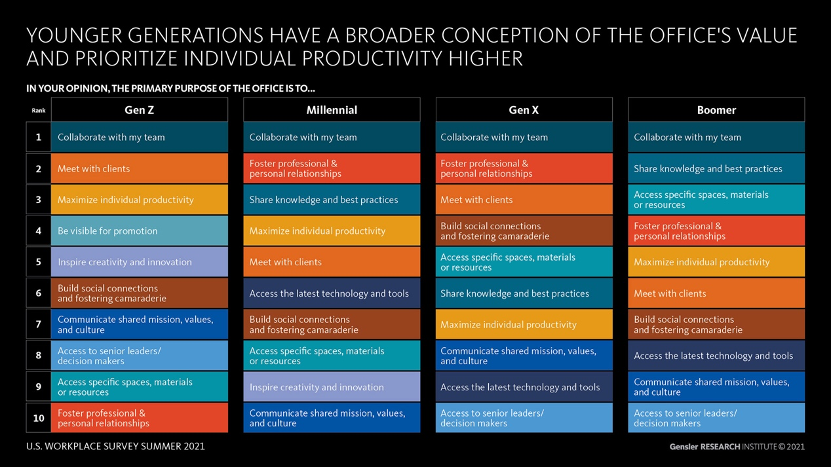 YOUNGER GENERATIONS HAVE A BROADER CONCEPTION OF THE OFFICE'S VALUE
AND PRIORITIZE INDIVIDUAL PRODUCTIVITY HIGHER
IN YOUR OPINION, THE PRIMARY PURPOSE OF THE OFFICE IS TO...
Rank
Gen Z
Millennial
Gen X
Boomer
1
Collaborate with my team
Collaborate with my team
Collaborate with my team
Collaborate with my team
2
Meet with clients
Foster professional &
personal relationships
Foster professional &
personal relationships
Share knowledge and best practices
3
Maximize individual productivity
Share knowledge and best practices
Meet with clients
Access specific spaces, materials
or resources
4
Be visible for promotion
Maximize individual productivity
Build social connections
and fostering camaraderie
Foster professional &
personal relationships
5
Inspire creativity and innovation
Meet with clients
Access specific spaces, materials
or resources
Maximize individual productivity
6
Build social connections
and fostering camaraderie
Access the latest technology and tools
Share knowledge and best practices
Meet with clients
7
Communicate shared mission, values,
and culture
Build social connections
and fostering camaraderie
Maximize individual productivity
Build social connections
and fostering camaraderie
8
Access to senior leaders/
decision makers
Access specific spaces, materials
or resources
Communicate shared mission, values,
and culture
Access the latest technology and tools
9
Access specific spaces, materials
or resources
Inspire creativity and innovation
Access the latest technology and tools
Communicate shared mission, values,
and culture
10
Foster professional &
personal relationships
Communicate shared mission, values,
and culture
Access to senior leaders/
decision makers
Access to senior leaders/
decision makers
U.S. WORKPLACE SURVEY SUMMER 2021
Gensler RESEARCH INSTITUTE © 2021